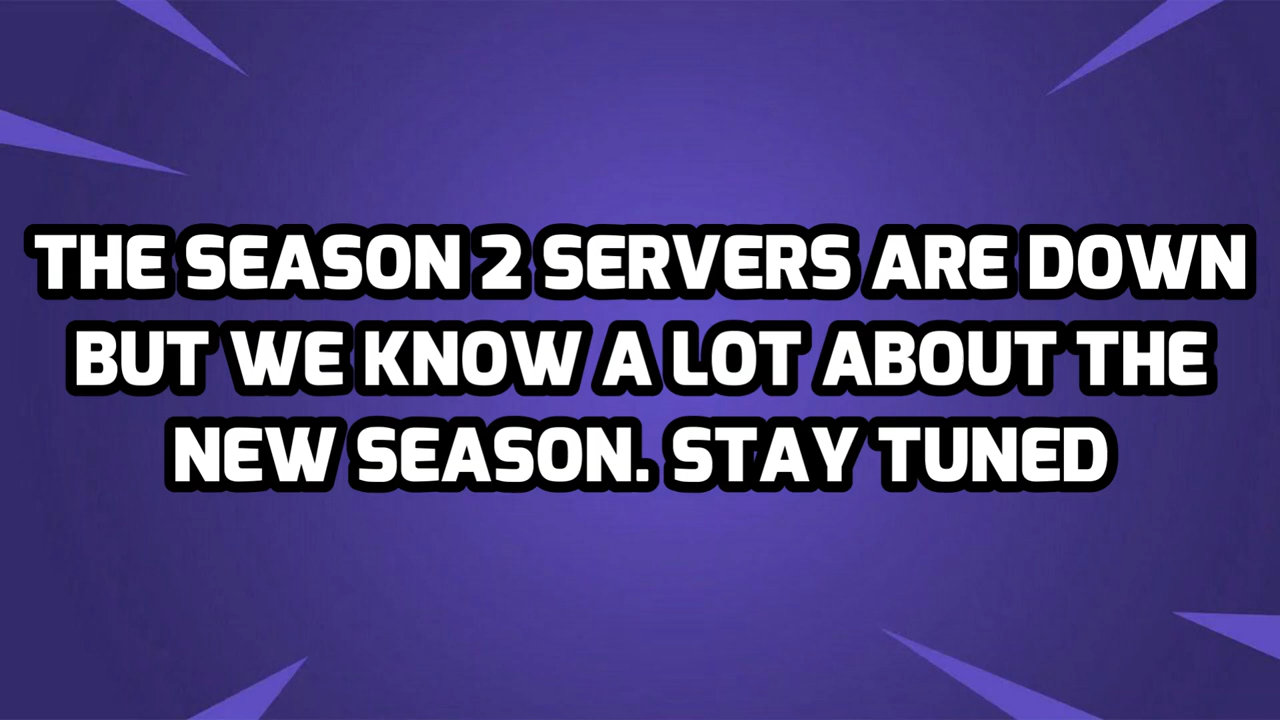 THE SEASON 2 SERVERS ARE DOWN
BUT WE KNOW A LOT ABOUT THE
NEW SEASON. STAY TUNED